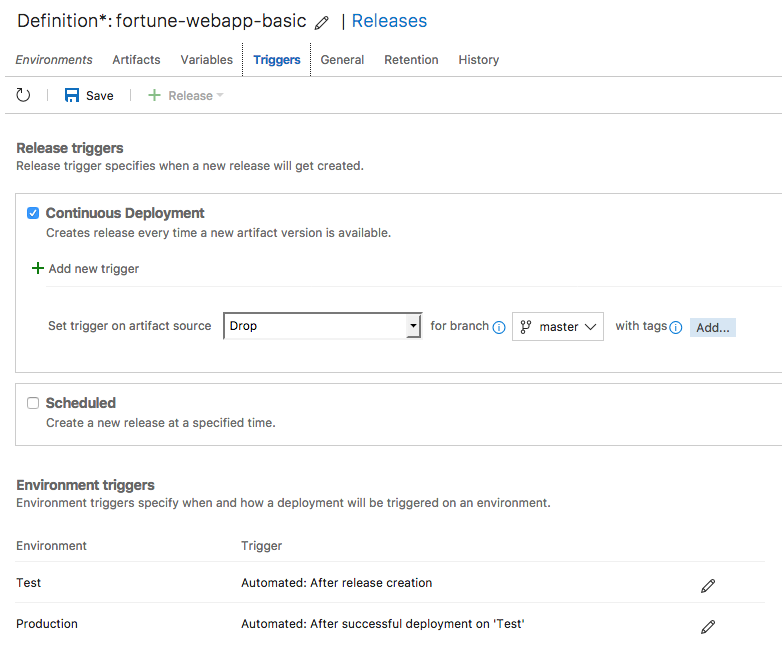 Definition*: fortune-webapp-basic | Releases
Environments Artifacts Variables Triggers General Retention History
Save Release
Release triggers
Release trigger specifies when a new release will get created.
Continuous Deployment
Creates release every time a new artifact version is available.
Add new trigger
Set trigger on artifact source Drop for branch master with tags Add...
Scheduled
Create a new release at a specified time.
Environment triggers
Environment triggers specify when and how a deployment will be triggered on an environment.
Environment Trigger
Test Automated: After release creation
Production Automated: After successful deployment on 'Test'